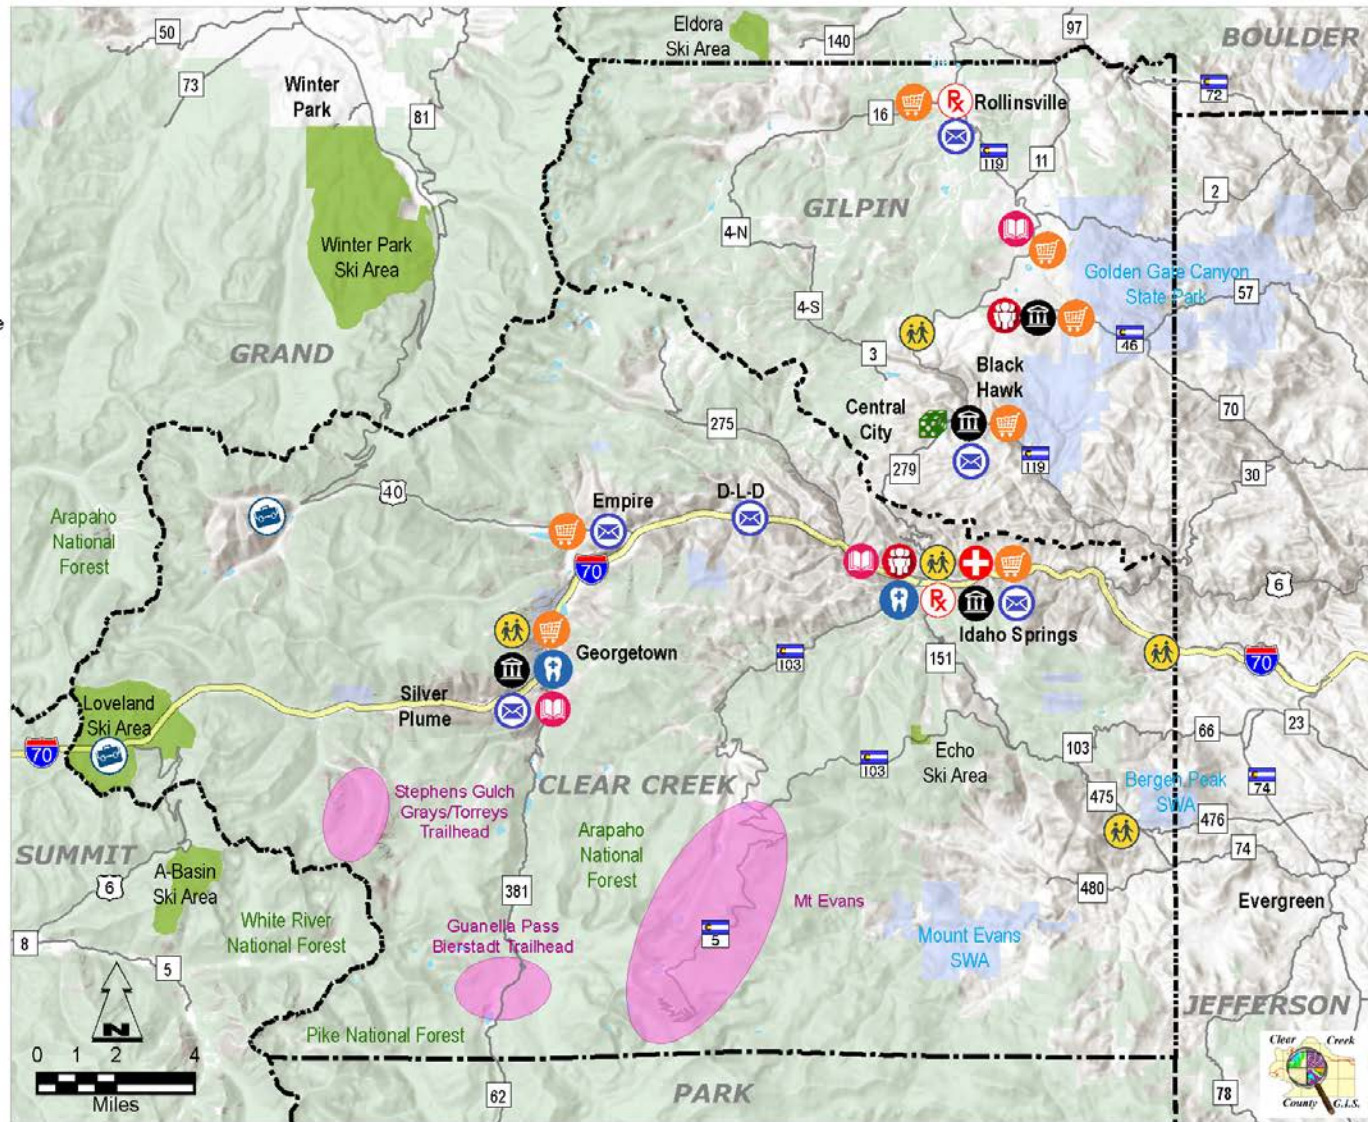 50
Eldora
Ski Area
140
97
BOULDER
73
Winter
Park
81
72
16
Rx
Rollinsville
119
11
2
GILPIN
4-N
Winter Park
Ski Area
Golden Gate Canyon
State Park
57
4-S
46
GRAND
3
Black
Hawk
Central
City
70
275
279
119
30
40
Empire
D-L-D
Arapaho
National
Forest
70
6
Rx
Idaho Springs
Georgetown
103
151
70
Silver
Plume
Loveland
Ski Area
70
103
Echo
Ski Area
103
66
23
Stephens Gulch
Grays/Torreys
Trailhead
CLEAR CREEK
475
Bergen Peak
SWA
74
476
Arapaho
National
Forest
SUMMIT
6
A-Basin
Ski Area
74
381
480
Mt Evans
Evergreen
White River
National Forest
Guanella Pass
Bierstadt Trailhead
5
Mount Evans
SWA
8
5
JEFFERSON
N
Pike National Forest
0 1 2 4
Miles
62
PARK
78
Clear Creek
County G.I.S.